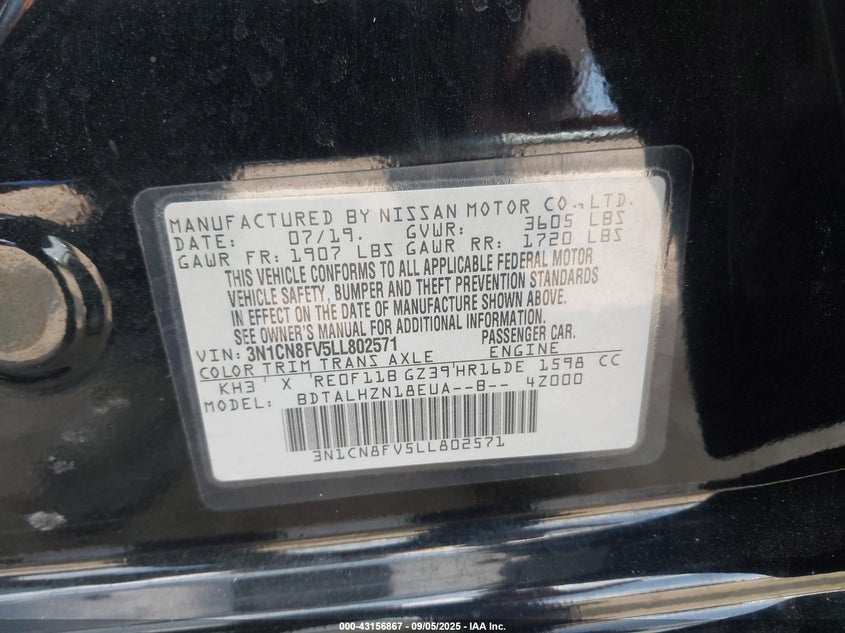 MANUFACTURED BY NISSAN MOTOR CO.,LTD.
DATE: 07/19. GVWR: 3605 LBS
GAWR FR: 1907 LBS GAWR RR: 1720 LBS
THIS VEHICLE CONFORMS TO ALL APPLICABLE FEDERAL MOTOR
VEHICLE SAFETY, BUMPER AND THEFT PREVENTION STANDARDS
IN EFFECT ON THE DATE OF MANUFACTURE SHOWN ABOVE.
SEE OWNER'S MANUAL FOR ADDITIONAL INFORMATION.
VIN: 3N1CN8FV5LL802571 PASSENGER CAR.
COLOR TRIM TRANS AXLE ENGINE
KH3 X RE0F11B GZ39 HR16DE 1598 CC
MODEL: BDTALHZN18EUA--B-- 4Z000
3N1CN8FV5LL802571
000-43156867 - 09/05/2025 - IAA Inc.